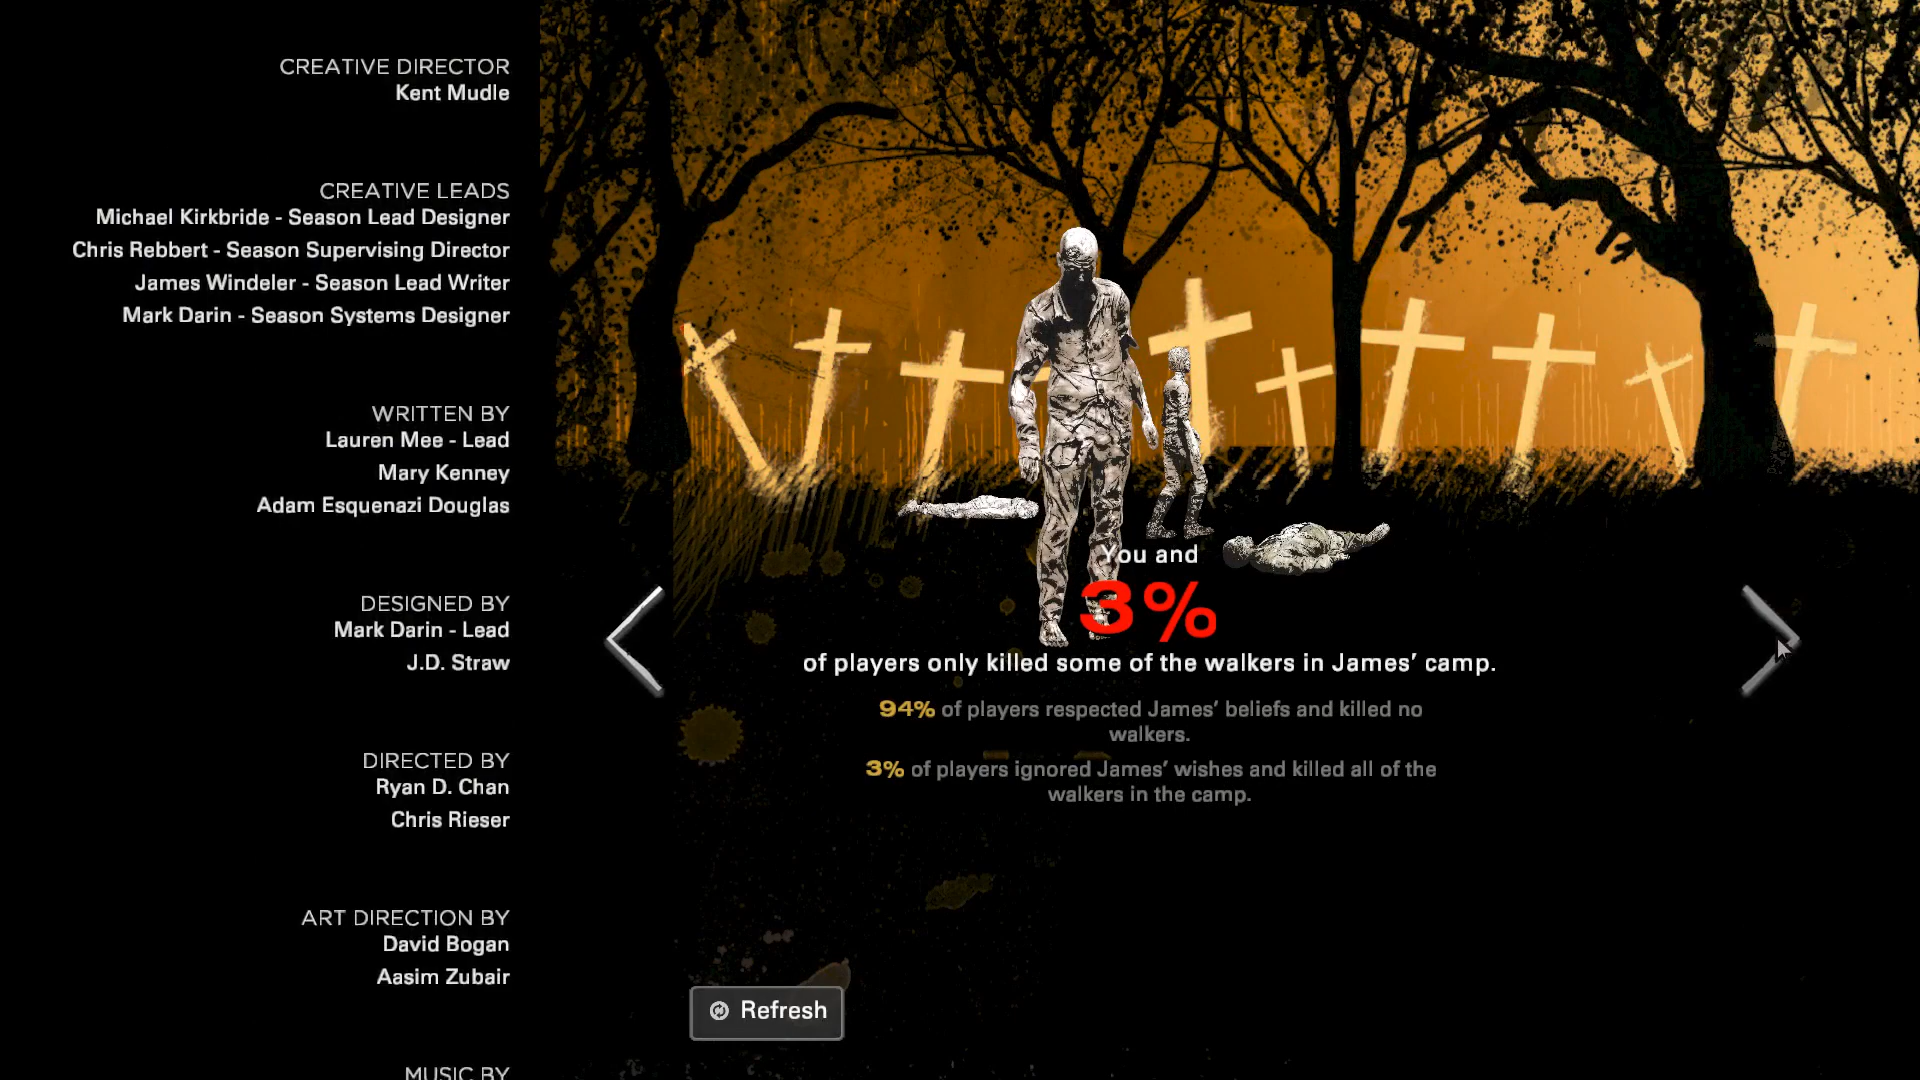 CREATIVE DIRECTOR
Kent Mudle
CREATIVE LEADS
Michael Kirkbride - Season Lead Designer
Chris Rebbert - Season Supervising Director
James Windeler - Season Lead Writer
Mark Darin - Season Systems Designer
WRITTEN BY
Lauren Mee - Lead
Mary Kenney
Adam Esquenazi Douglas
DESIGNED BY
Mark Darin - Lead
J.D. Straw
DIRECTED BY
Ryan D. Chan
Chris Rieser
ART DIRECTION BY
David Bogan
Aasim Zubair
MUSIC BY
You and
3%
of players only killed some of the walkers in James’ camp.
94% of players respected James’ beliefs and killed no
walkers.
3% of players ignored James’ wishes and killed all of the
walkers in the camp.
Refresh